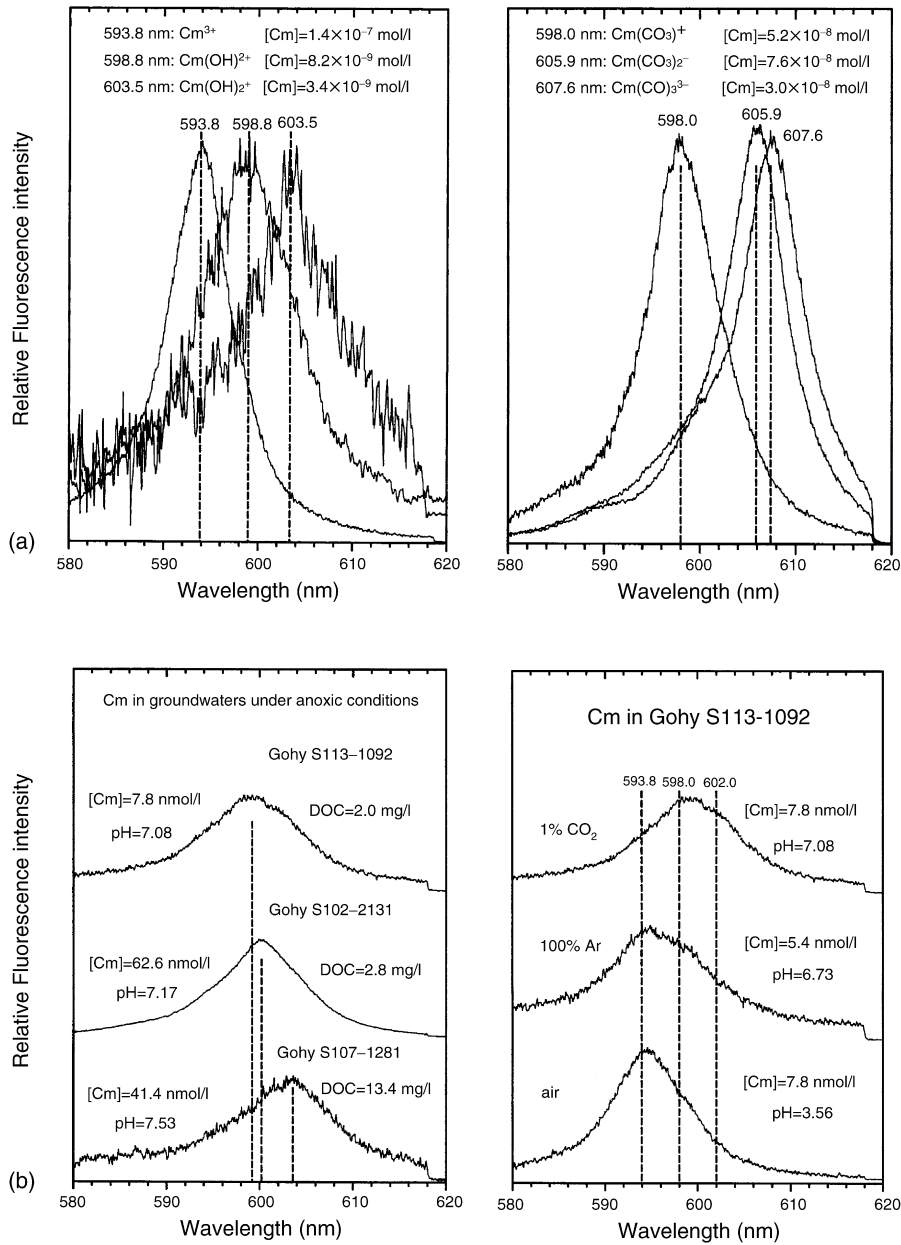 593.8 nm: Cm³⁺ [Cm]=1.4×10⁻⁷ mol/l
598.8 nm: Cm(OH)²⁺ [Cm]=8.2×10⁻⁹ mol/l
603.5 nm: Cm(OH)₂⁺ [Cm]=3.4×10⁻⁹ mol/l
593.8 598.8 603.5
Relative Fluorescence intensity
(a)
580 590 600 610 620
Wavelength (nm)
598.0 nm: Cm(CO₃)⁺ [Cm]=5.2×10⁻⁸ mol/l
605.9 nm: Cm(CO₃)₂⁻ [Cm]=7.6×10⁻⁸ mol/l
607.6 nm: Cm(CO)₃³⁻ [Cm]=3.0×10⁻⁸ mol/l
598.0 605.9
607.6
580 590 600 610 620
Wavelength (nm)
Cm in groundwaters under anoxic conditions
Gohy S113–1092
[Cm]=7.8 nmol/l DOC=2.0 mg/l
pH=7.08
Gohy S102–2131
[Cm]=62.6 nmol/l DOC=2.8 mg/l
pH=7.17
Gohy S107–1281
[Cm]=41.4 nmol/l DOC=13.4 mg/l
pH=7.53
Relative Fluorescence intensity
(b)
580 590 600 610 620
Wavelength (nm)
Cm in Gohy S113-1092
593.8 598.0 602.0
1% CO₂ [Cm]=7.8 nmol/l
pH=7.08
100% Ar [Cm]=5.4 nmol/l
pH=6.73
air [Cm]=7.8 nmol/l
pH=3.56
580 590 600 610 620
Wavelength (nm)